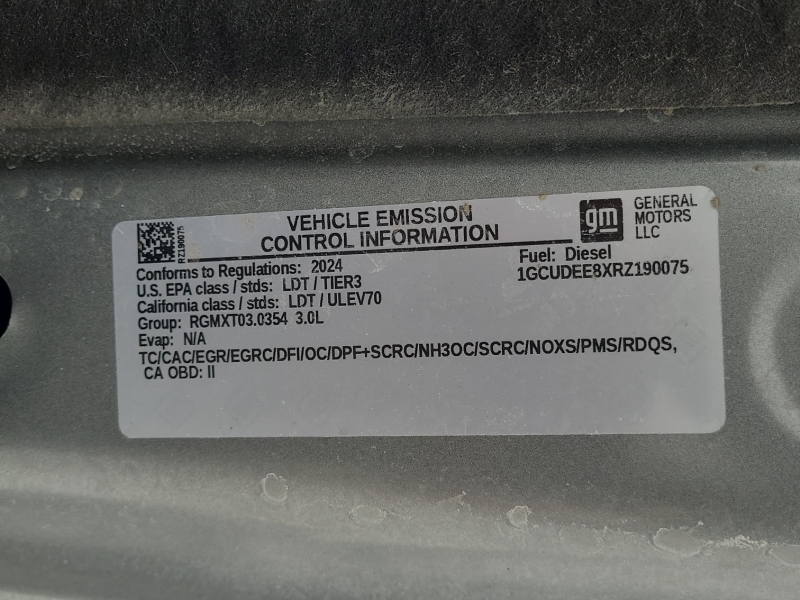 RZ190075
VEHICLE EMISSION
CONTROL INFORMATION
gm
GENERAL
MOTORS
LLC
Conforms to Regulations: 2024
Fuel: Diesel
U.S. EPA class / stds: LDT / TIER3
1GCUDEE8XRZ190075
California class / stds: LDT / ULEV70
Group: RGMXT03.0354 3.0L
Evap: N/A
TC/CAC/EGR/EGRC/DFI/OC/DPF+SCRC/NH3OC/SCRC/NOXS/PMS/RDQS,
CA OBD: II